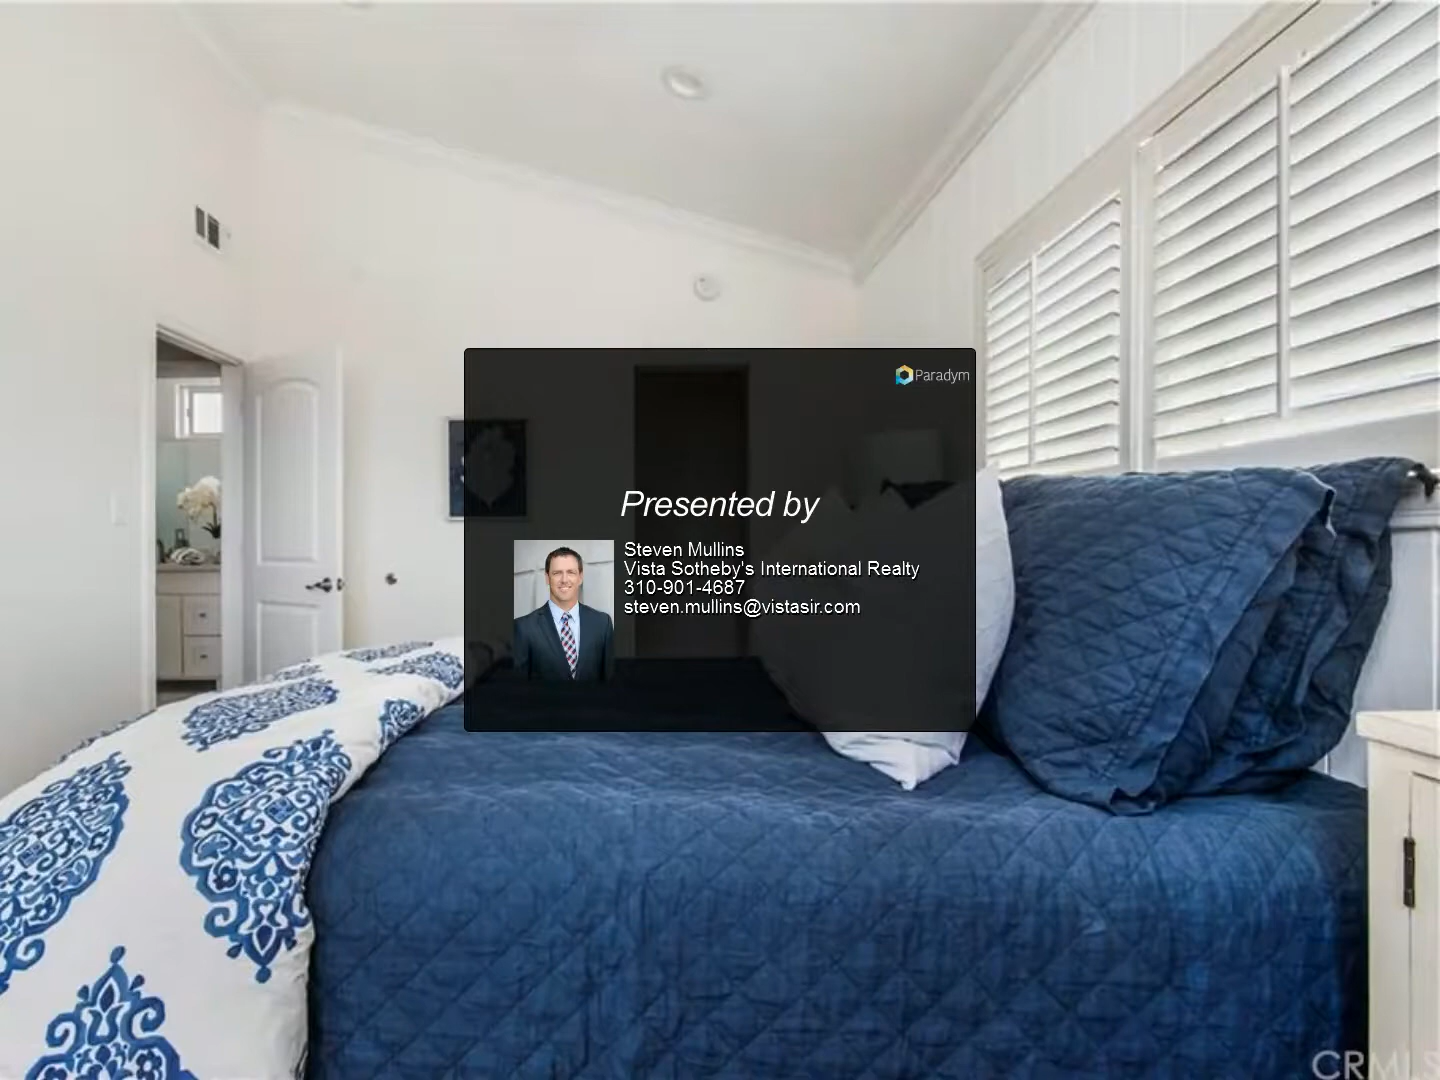 Paradym
Presented by
Steven Mullins
Vista Sotheby's International Realty
310-901-4687
steven.mullins@vistasir.com
CRMLS